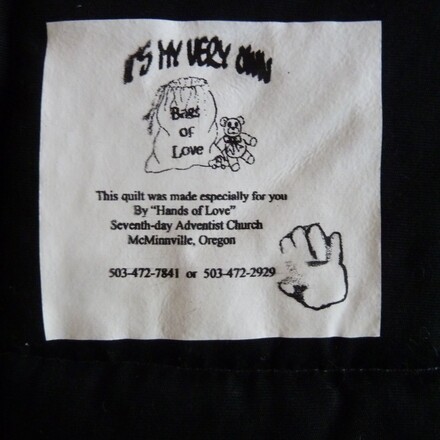 IT'S MY VERY OWN
Bags
of
Love
This quilt was made especially for you
By "Hands of Love"
Seventh-day Adventist Church
McMinnville, Oregon
503-472-7841 or 503-472-2929